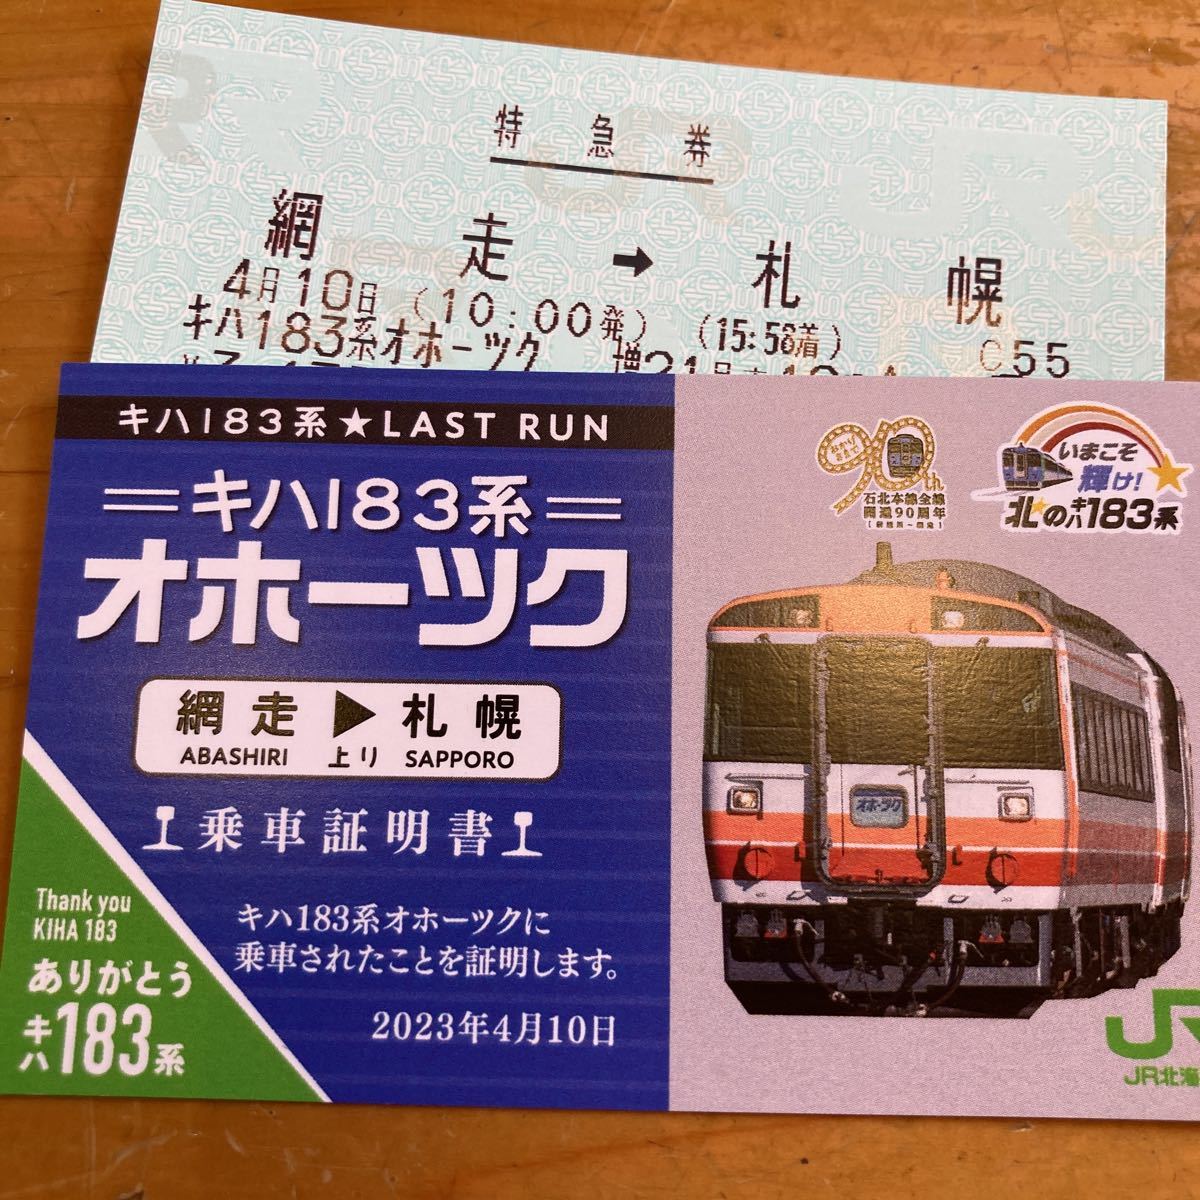 特急券
網走 → 札幌
4月10日 (10:00発) (15:58着) C55
キハ183系オホーツク 増21号
キハ183系★LAST RUN
キハ183系
オホーツク
網走 ▶ 札幌
ABASHIRI 上り SAPPORO
乗車証明書
キハ183系オホーツクに
乗車されたことを証明します。
2023年4月10日
Thank you
KIHA 183
ありがとう
キハ183系
90th
石北本線全線
開通90周年
いまこそ
輝け!
北★のキハ183系
オホーツク
JR
JR北海